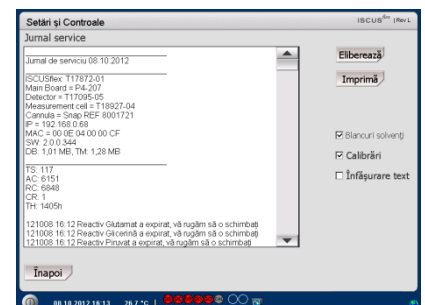 Setări și Controale
ISCUSflex |Rev L
Jurnal service
Jurnal de serviciu 08.10.2012
ISCUSflex: T17872-01
Main Board = P4-207
Detector = T17095-05
Measurement cell = T18927-04
Cannula = Snap REF 8001721
IP = 192.168.0.68
MAC = 00 0E 04 00 00 CF
SW: 2.0.0.344
DB: 1,01 MB, TM: 1,28 MB
TS: 117
AC: 6151
RC: 6848
CR: 1
TH: 1405h
121008 16:12 Reactiv Glutamat a expirat, vă rugăm să o schimbați
121008 16:12 Reactiv Glicerină a expirat, vă rugăm să o schimbați
121008 16:12 Reactiv Piruvat a expirat, vă rugăm să o schimbați
Eliberează
Imprimă
Blancuri solvenți
Calibrări
Înfășurare text
Înapoi
08.10.2012 16:13 26.7 °C